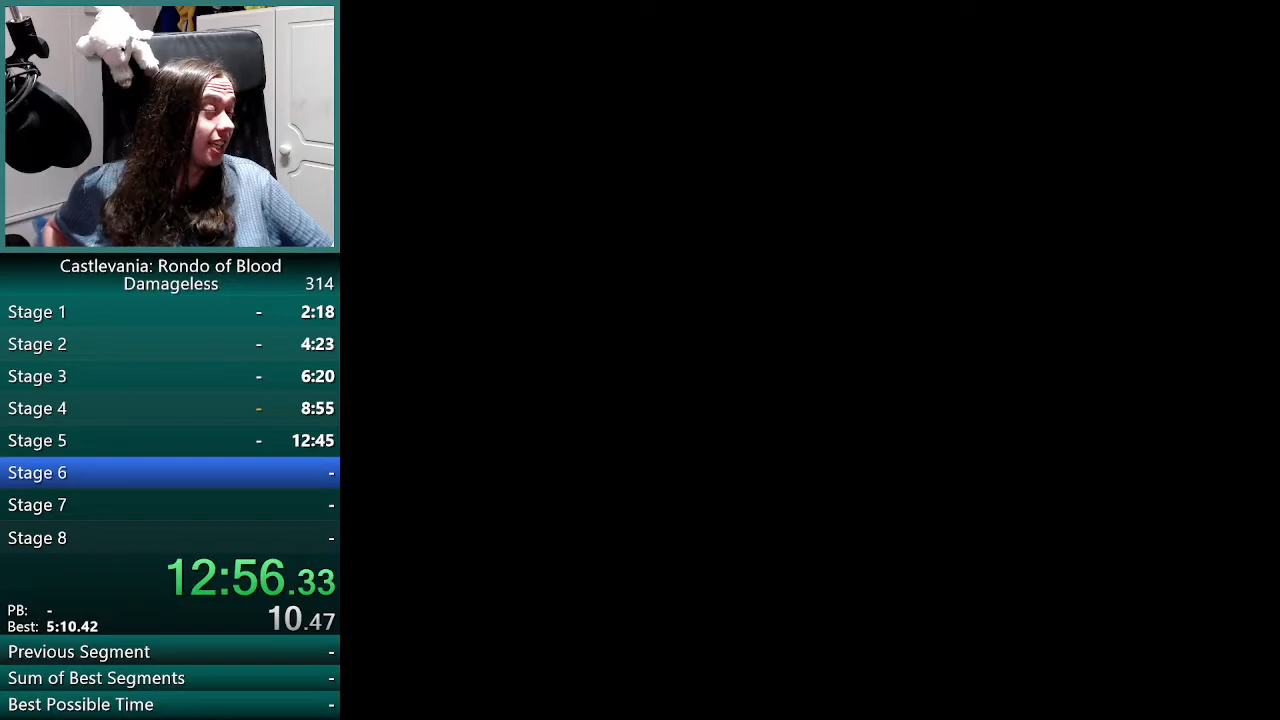 Castlevania: Rondo of Blood
Damageless 314
Stage 1 - 2:18
Stage 2 - 4:23
Stage 3 - 6:20
Stage 4 - 8:55
Stage 5 - 12:45
Stage 6 -
Stage 7 -
Stage 8 -
12:56.33
PB: - 10.47
Best: 5:10.42
Previous Segment -
Sum of Best Segments -
Best Possible Time -